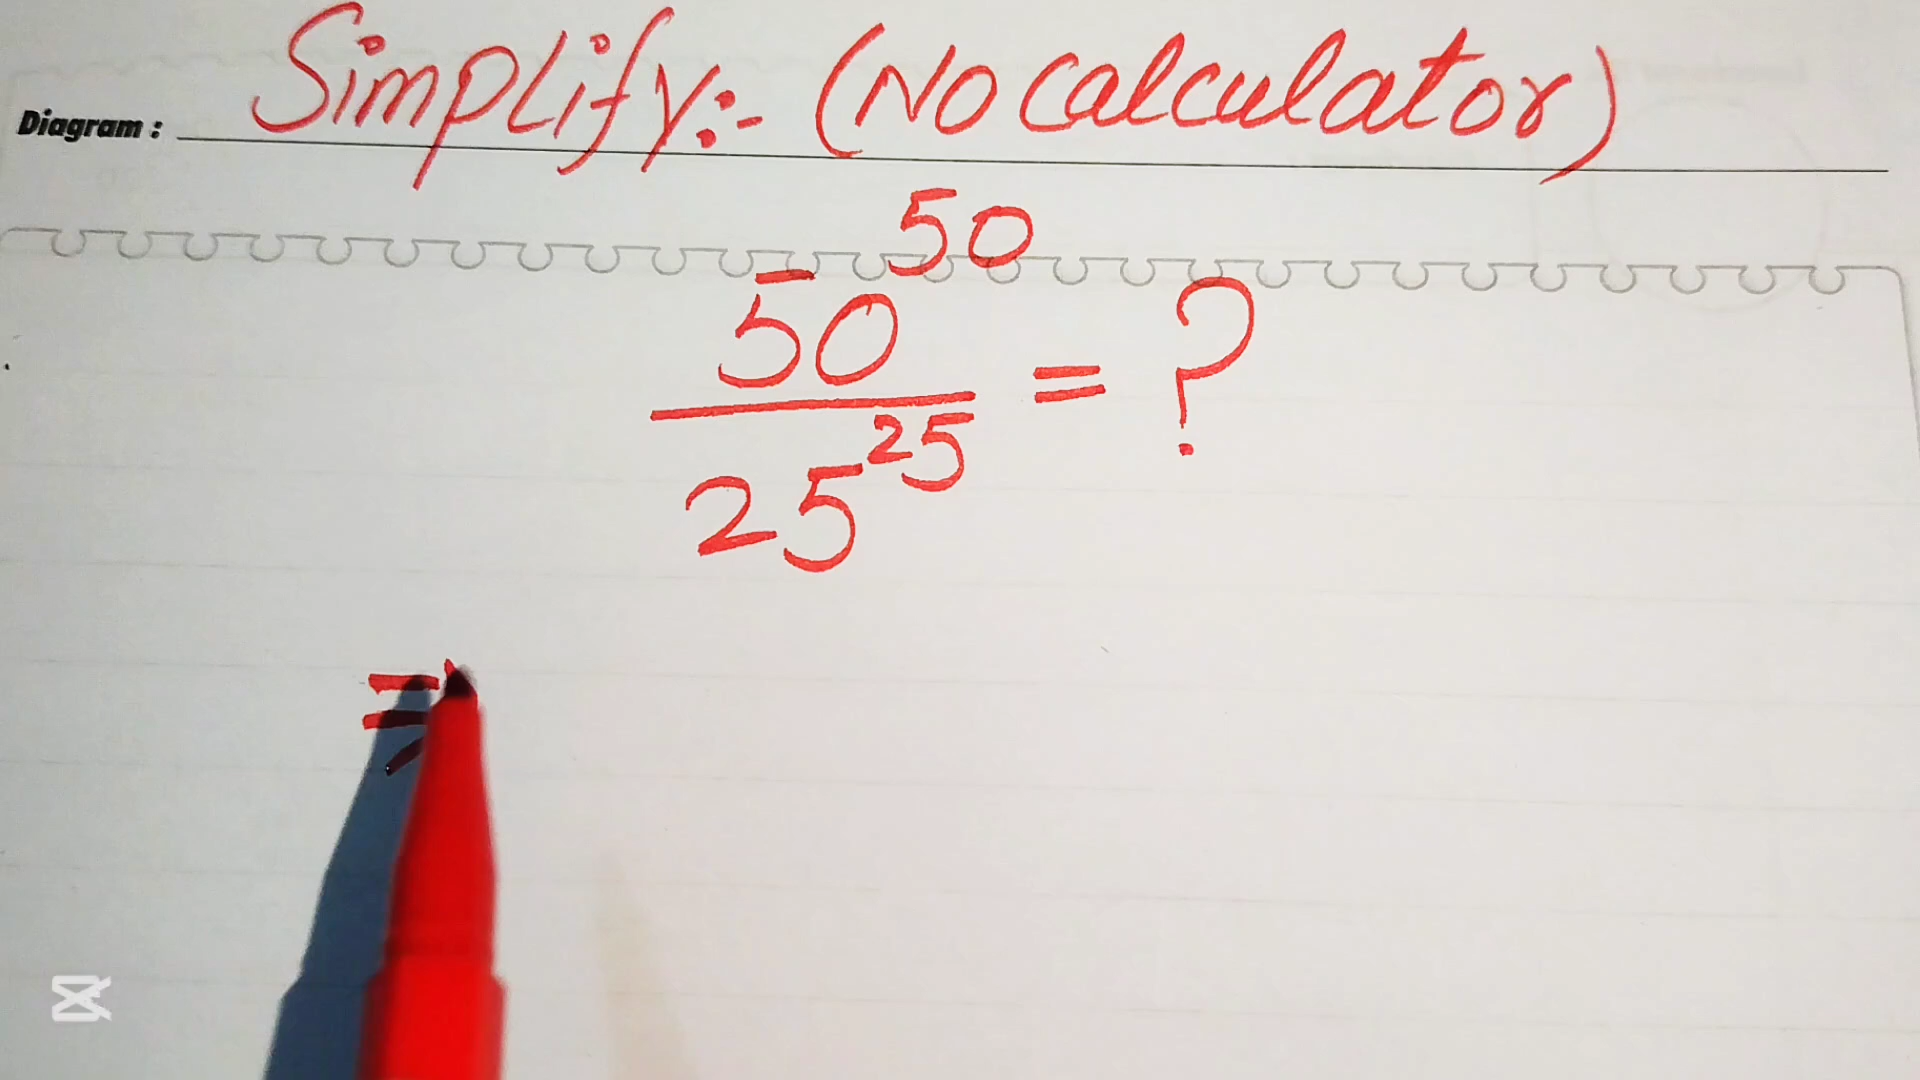 Simplify:- (No calculator)
Diagram :
50^50
――― = ?
25^25
=